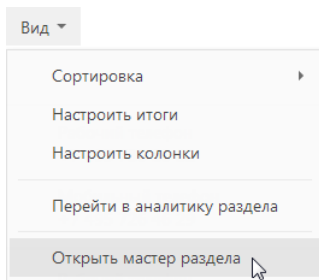 Вид
Сортировка
Настроить итоги
Настроить колонки
Перейти в аналитику раздела
Открыть мастер раздела